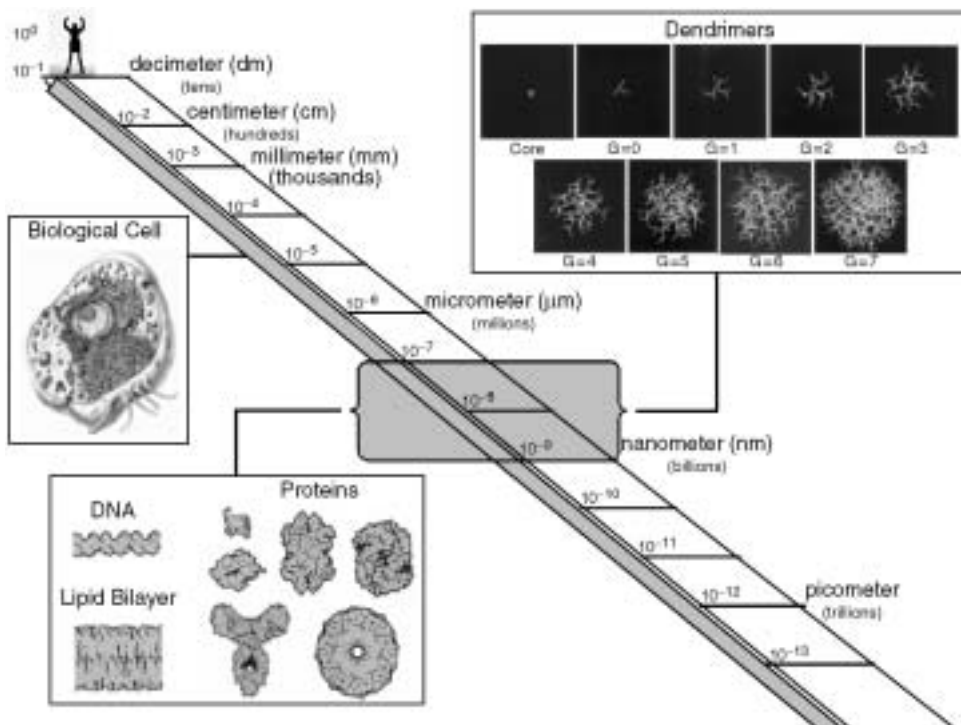 10⁰
10⁻¹
decimeter (dm)
(tens)
10⁻²
centimeter (cm)
(hundreds)
10⁻³
millimeter (mm)
(thousands)
10⁻⁴
10⁻⁵
10⁻⁶
micrometer (μm)
(millions)
10⁻⁷
10⁻⁸
10⁻⁹
nanometer (nm)
(billions)
10⁻¹⁰
10⁻¹¹
10⁻¹²
picometer
(trillions)
10⁻¹³
Dendrimers
Core G=0 G=1 G=2 G=3
G=4 G=5 G=6 G=7
Biological Cell
DNA
Proteins
Lipid Bilayer